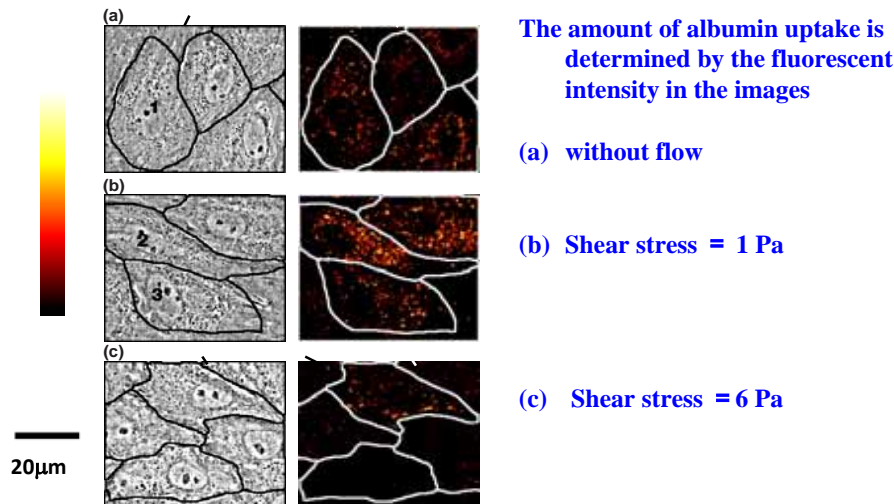 (a)
The amount of albumin uptake is
determined by the fluorescent
intensity in the images
1
(a) without flow
(b)
2
3
(b) Shear stress = 1 Pa
(c)
(c) Shear stress = 6 Pa
20μm